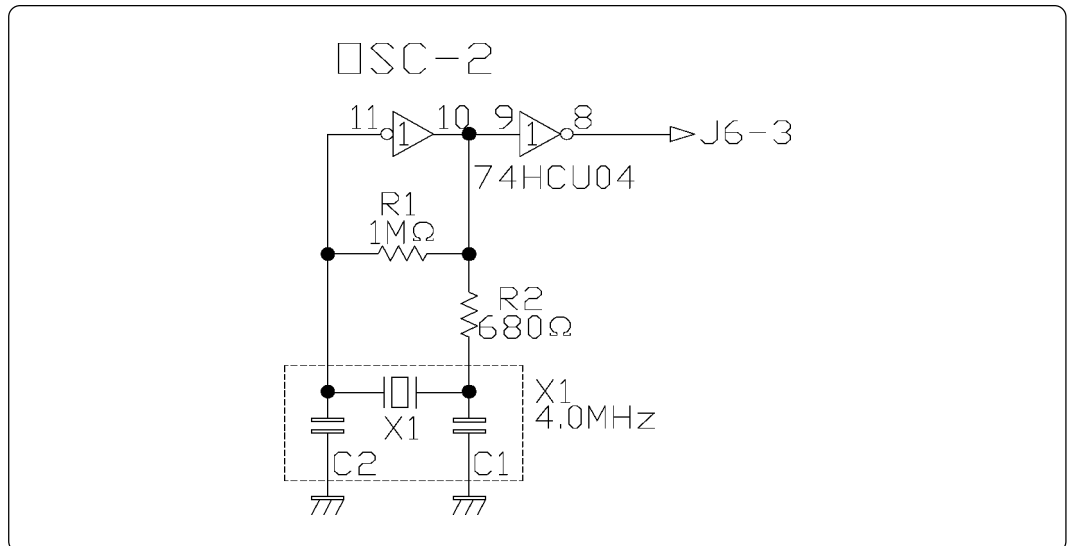 OSC-2
11 1 10 9 1 8 J6-3
74HCU04
R1
1MΩ
R2
680Ω
X1
4.0MHz
X1
C2 C1